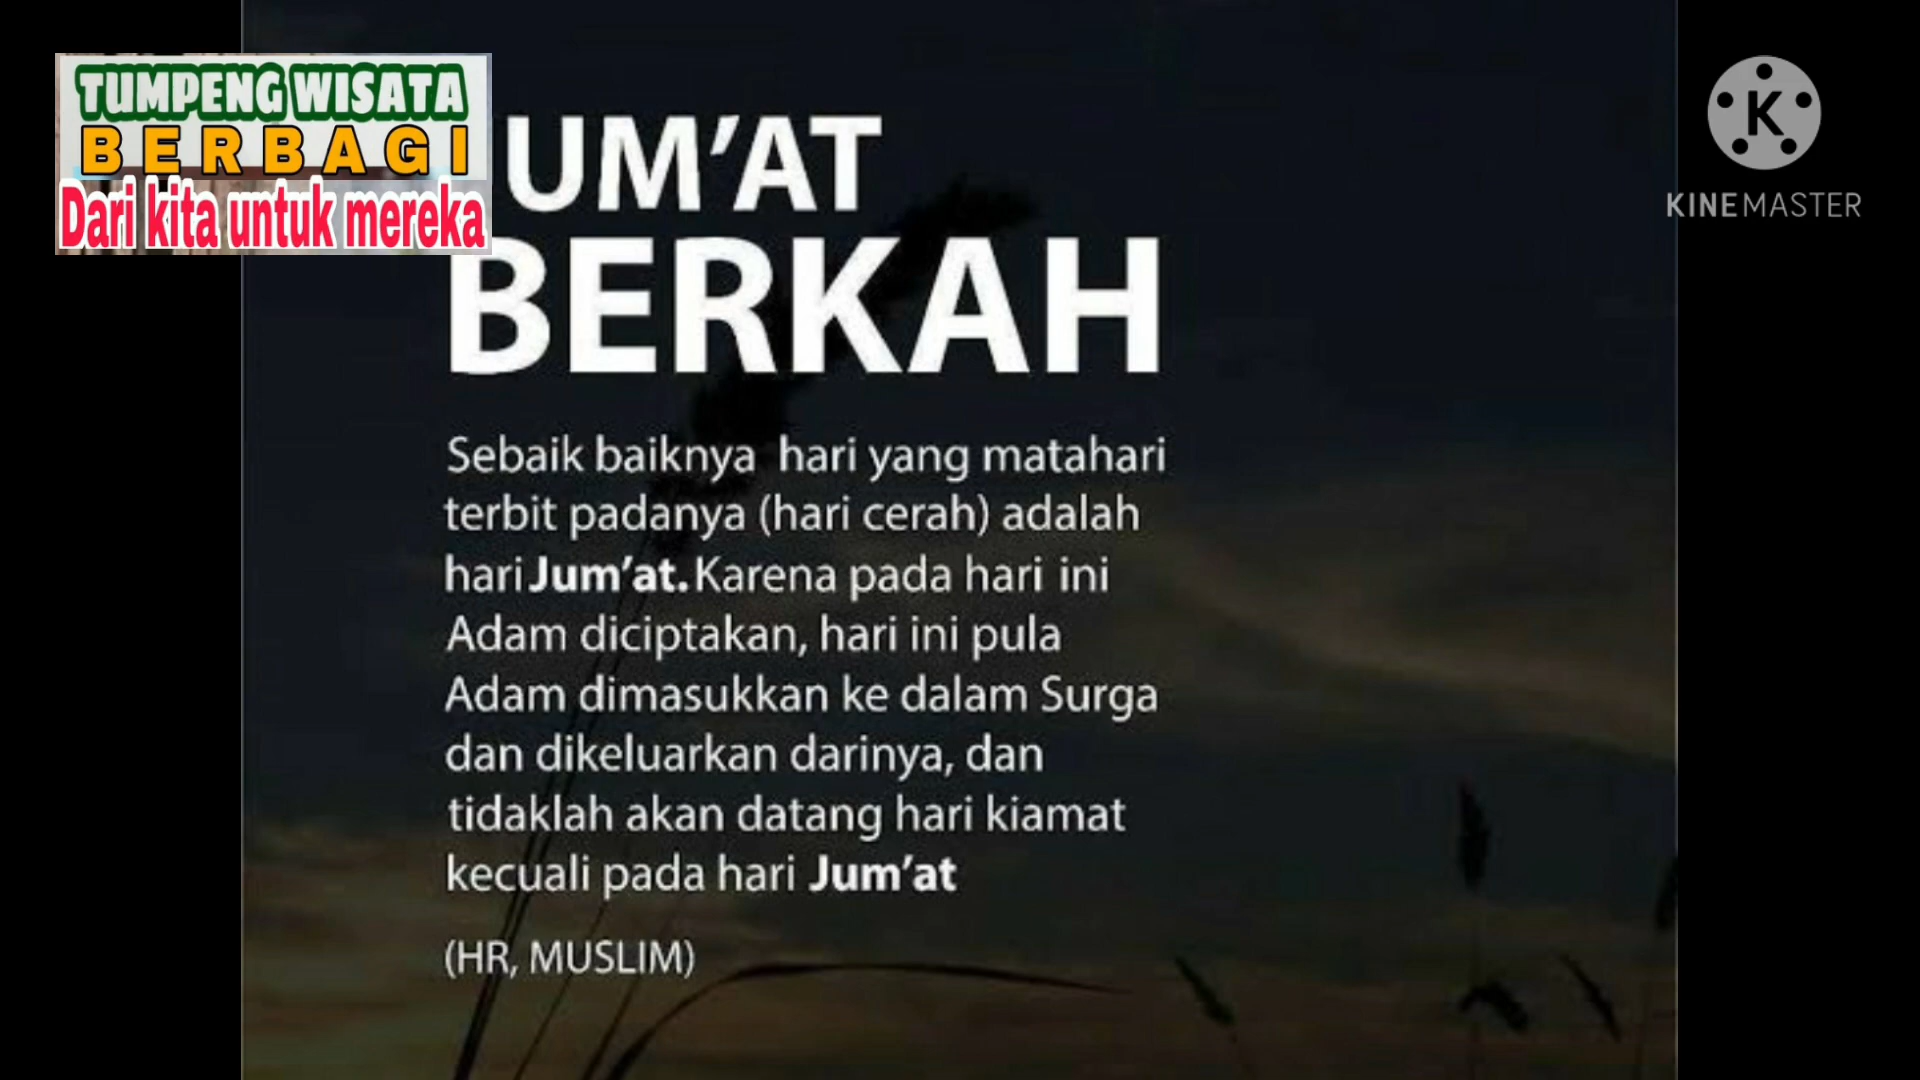 TUMPENG WISATA
BERBAGI
Dari kita untuk mereka
UM'AT
BERKAH
Sebaik baiknya hari yang matahari
terbit padanya (hari cerah) adalah
hari Jum'at. Karena pada hari ini
Adam diciptakan, hari ini pula
Adam dimasukkan ke dalam Surga
dan dikeluarkan darinya, dan
tidaklah akan datang hari kiamat
kecuali pada hari Jum'at
(HR, MUSLIM)
K
KINEMASTER